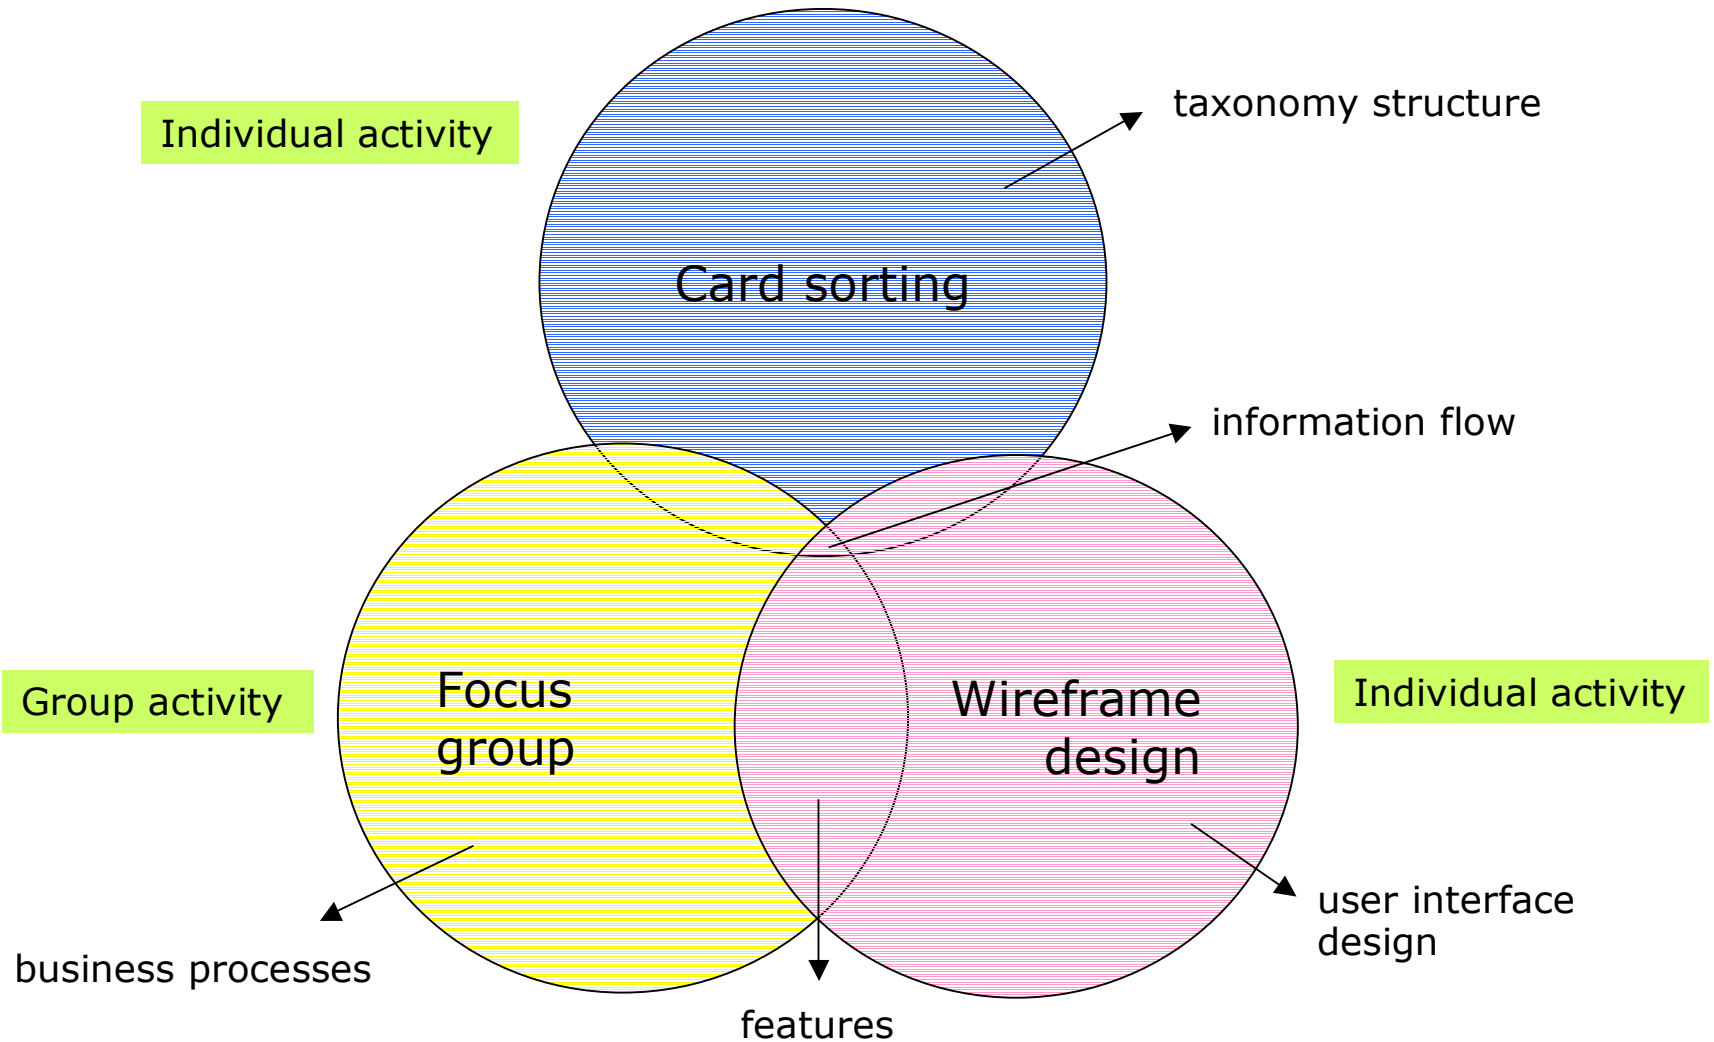 taxonomy structure
Individual activity
Card sorting
information flow
Focus
group
Wireframe
design
Group activity
Individual activity
user interface
design
business processes
features